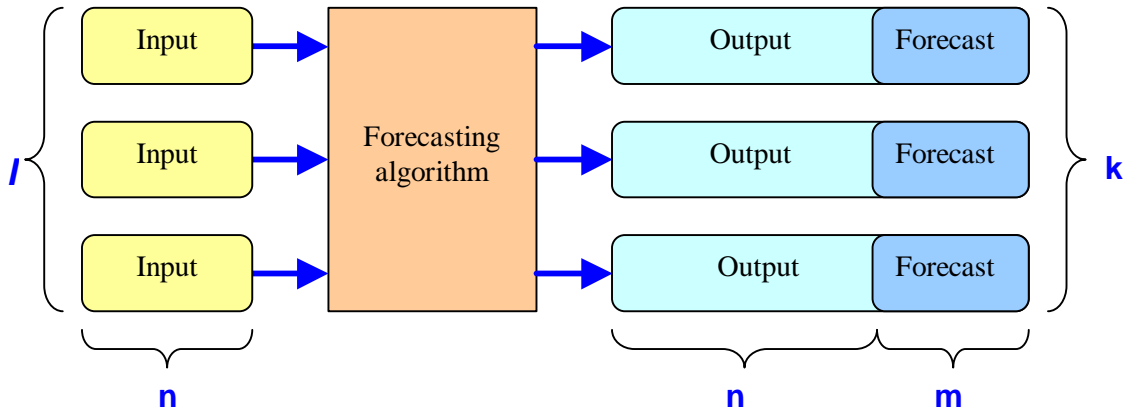 Input
Output
Forecast
Forecasting
algorithm
Input
Output
Forecast
l
k
Input
Output
Forecast
n
n
m